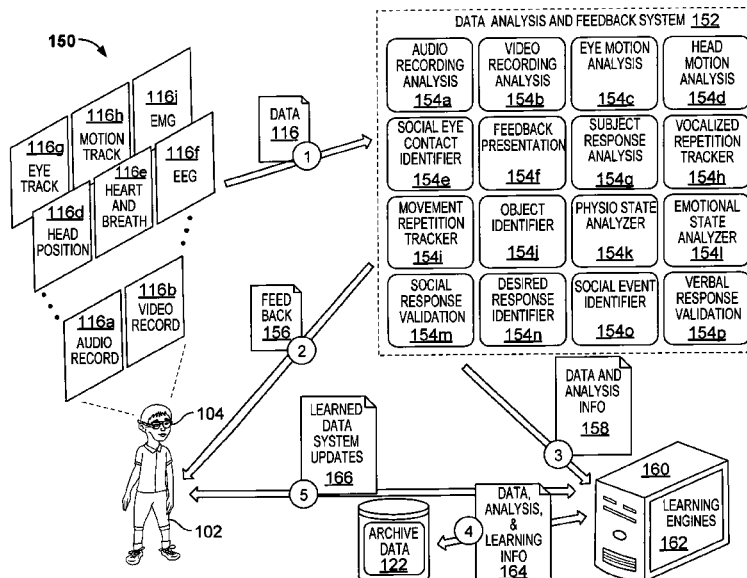 150
DATA ANALYSIS AND FEEDBACK SYSTEM 152
AUDIO
RECORDING
ANALYSIS
154a
VIDEO
RECORDING
ANALYSIS
154b
EYE MOTION
ANALYSIS
154c
HEAD
MOTION
ANALYSIS
154d
SOCIAL EYE
CONTACT
IDENTIFIER
154e
FEEDBACK
PRESENTATION
154f
SUBJECT
RESPONSE
ANALYSIS
154g
VOCALIZED
REPETITION
TRACKER
154h
MOVEMENT
REPETITION
TRACKER
154i
OBJECT
IDENTIFIER
154j
PHYSIO STATE
ANALYZER
154k
EMOTIONAL
STATE
ANALYZER
154l
SOCIAL
RESPONSE
VALIDATION
154m
DESIRED
RESPONSE
IDENTIFIER
154n
SOCIAL EVENT
IDENTIFIER
154o
VERBAL
RESPONSE
VALIDATION
154p
116g
EYE TRACK
116h
MOTION
TRACK
116i
EMG
116d
HEAD
POSITION
116e
HEART
AND
BREATH
116f
EEG
116a
AUDIO
RECORD
116b
VIDEO
RECORD
DATA
116
1
FEED
BACK
156
2
DATA AND
ANALYSIS
INFO
158
3
LEARNED
DATA
SYSTEM
UPDATES
166
5
104
102
ARCHIVE
DATA
122
4
DATA,
ANALYSIS,
&
LEARNING
INFO
164
160
LEARNING
ENGINES
162